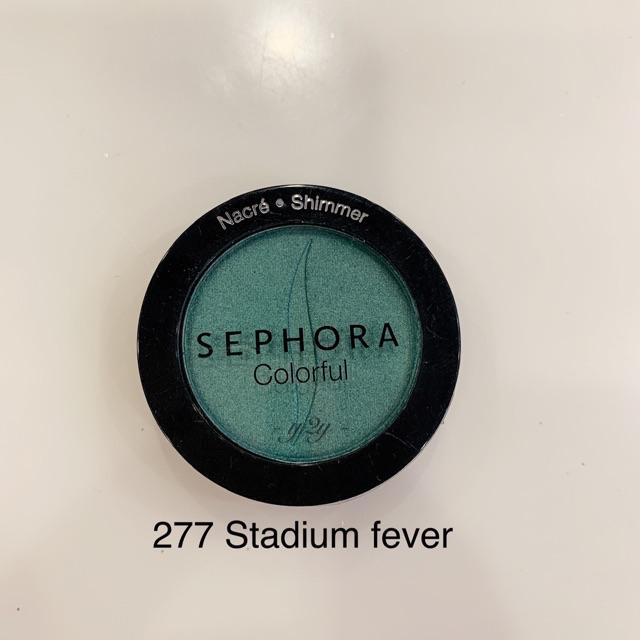 Nacré • Shimmer
SEPHORA
Colorful
277 Stadium fever